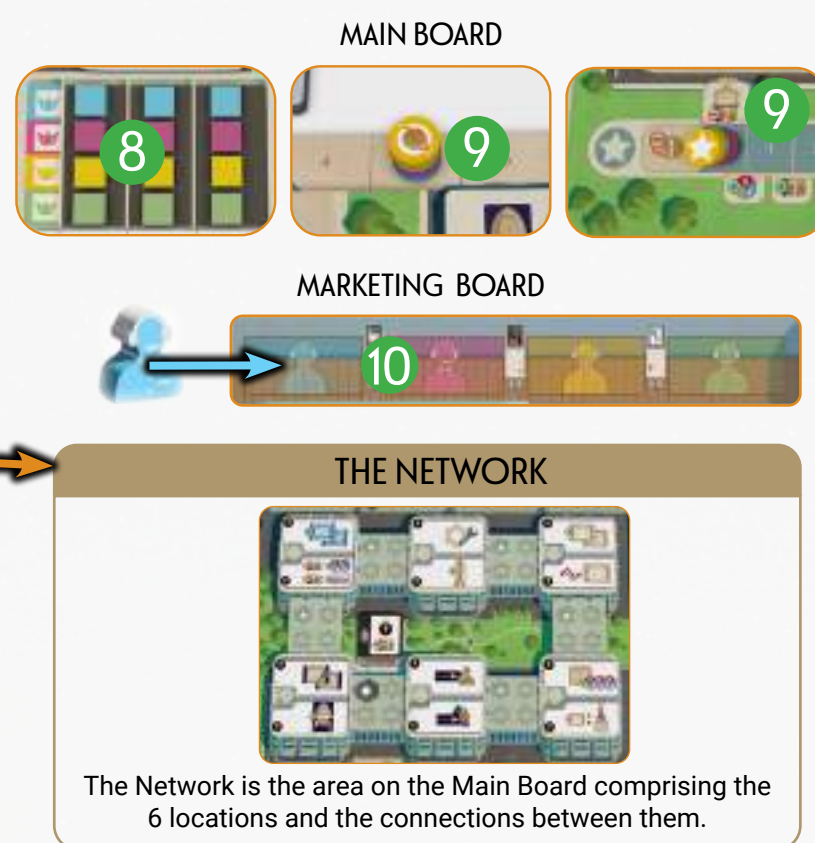 MAIN BOARD
8
9
9
MARKETING BOARD
10
THE NETWORK
The Network is the area on the Main Board comprising the
6 locations and the connections between them.